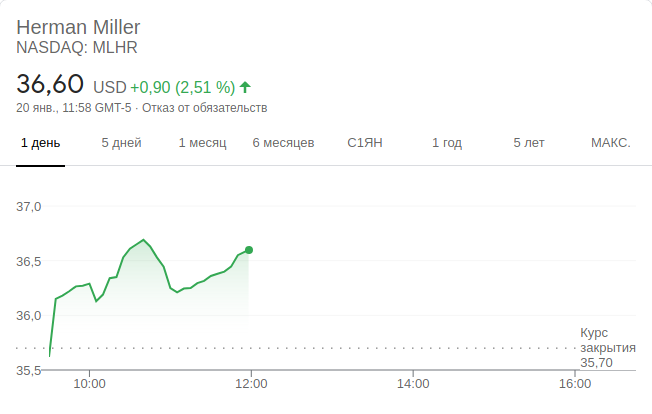 Herman Miller
NASDAQ: MLHR
36,60 USD +0,90 (2,51 %)
20 янв., 11:58 GMT-5 · Отказ от обязательств
1 день 5 дней 1 месяц 6 месяцев С1ЯН 1 год 5 лет МАКС.
37,0
36,5
36,0
Курс
закрытия
35,70
35,5
10:00 12:00 14:00 16:00